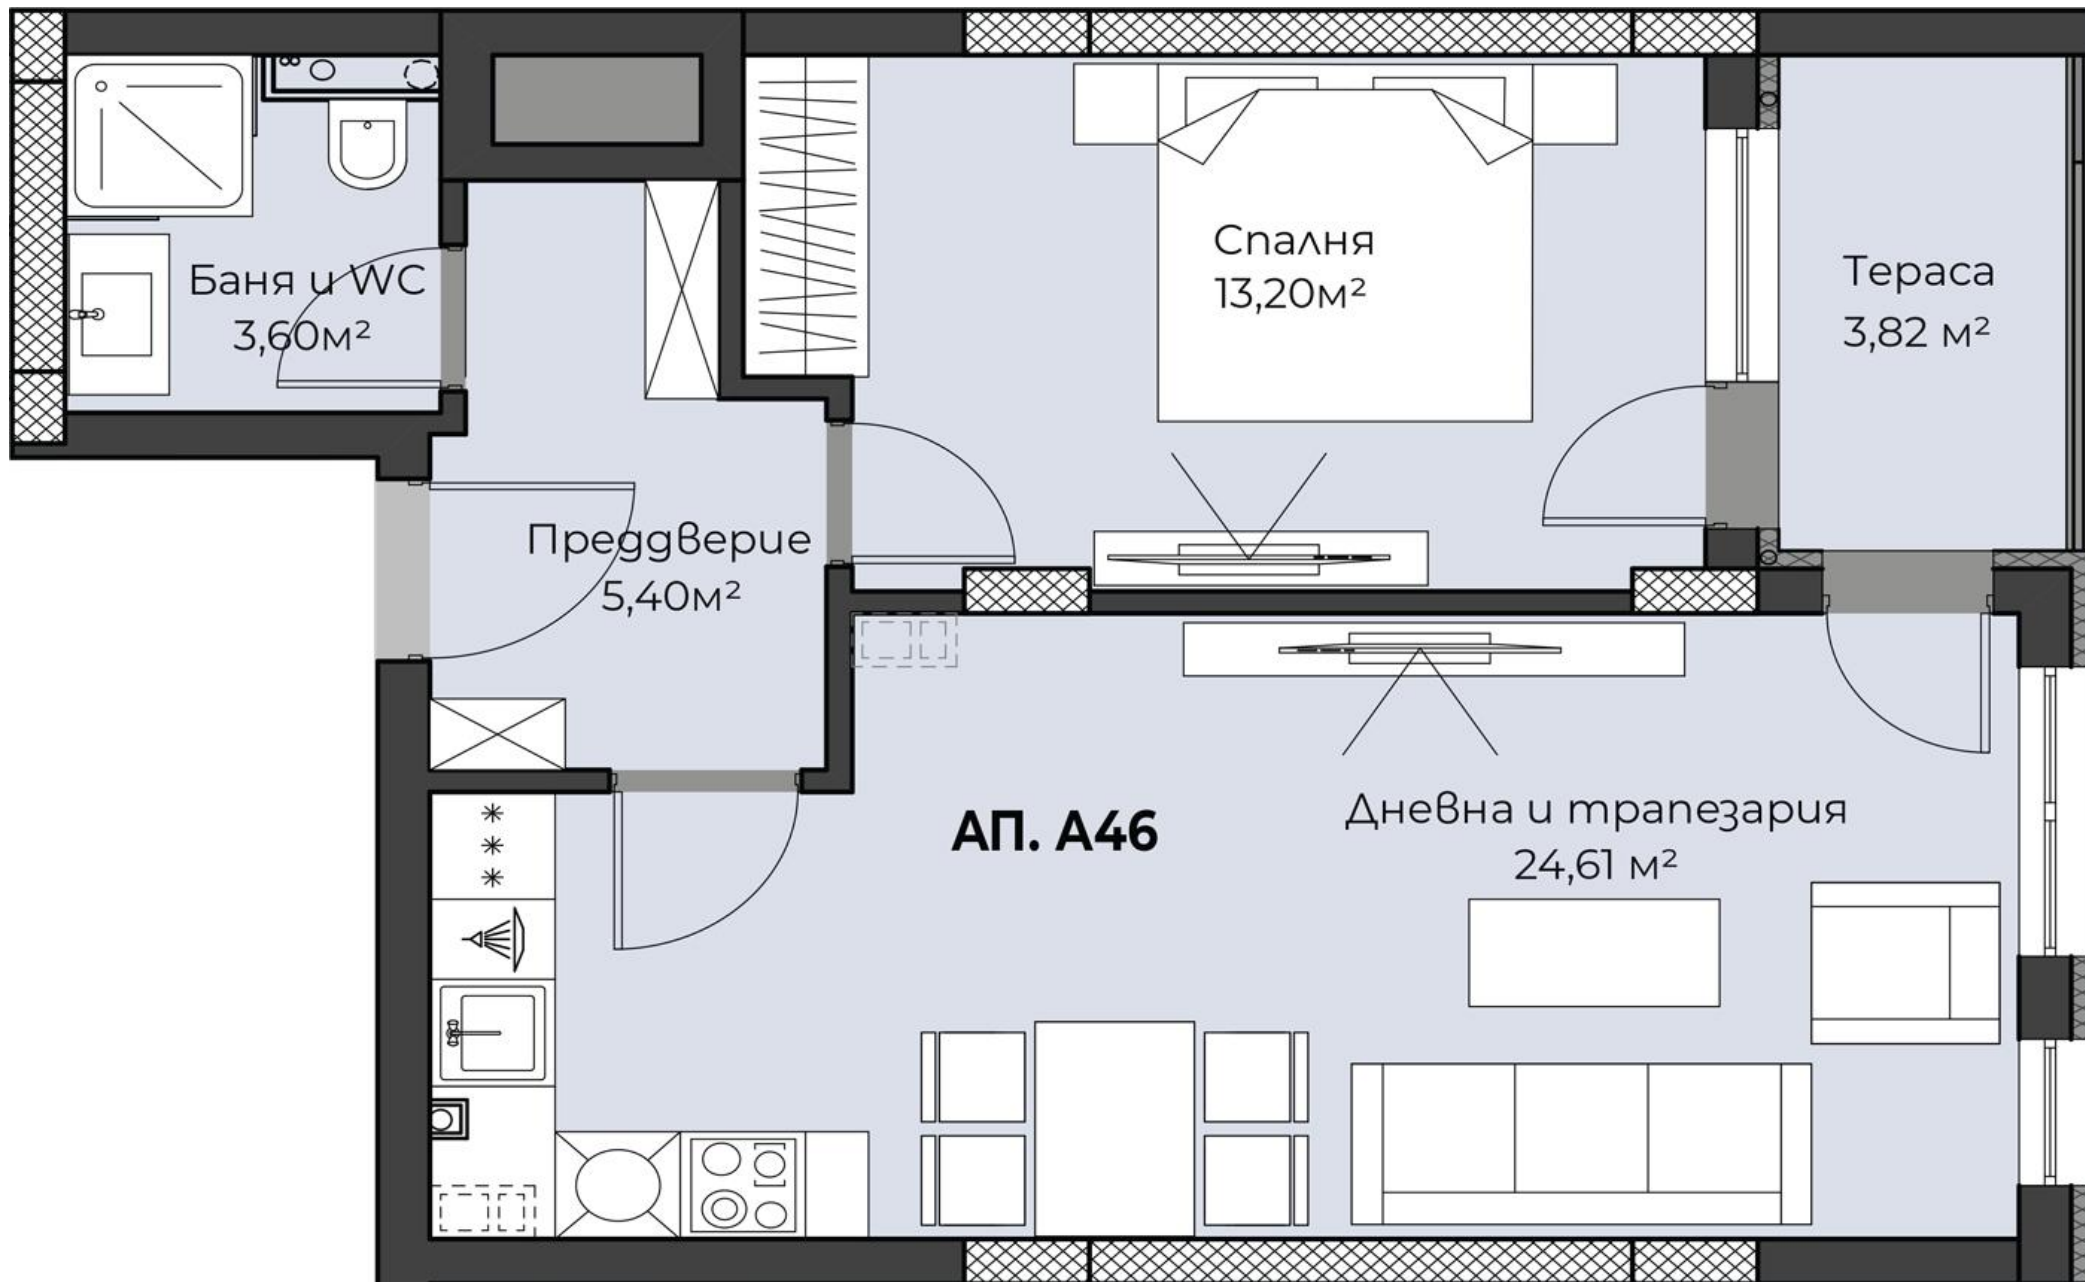 Спалня
13,20м²
Тераса
3,82 м²
Баня и WC
3,60м²
Преддверие
5,40м²
АП. А46
Дневна и трапезария
24,61 м²